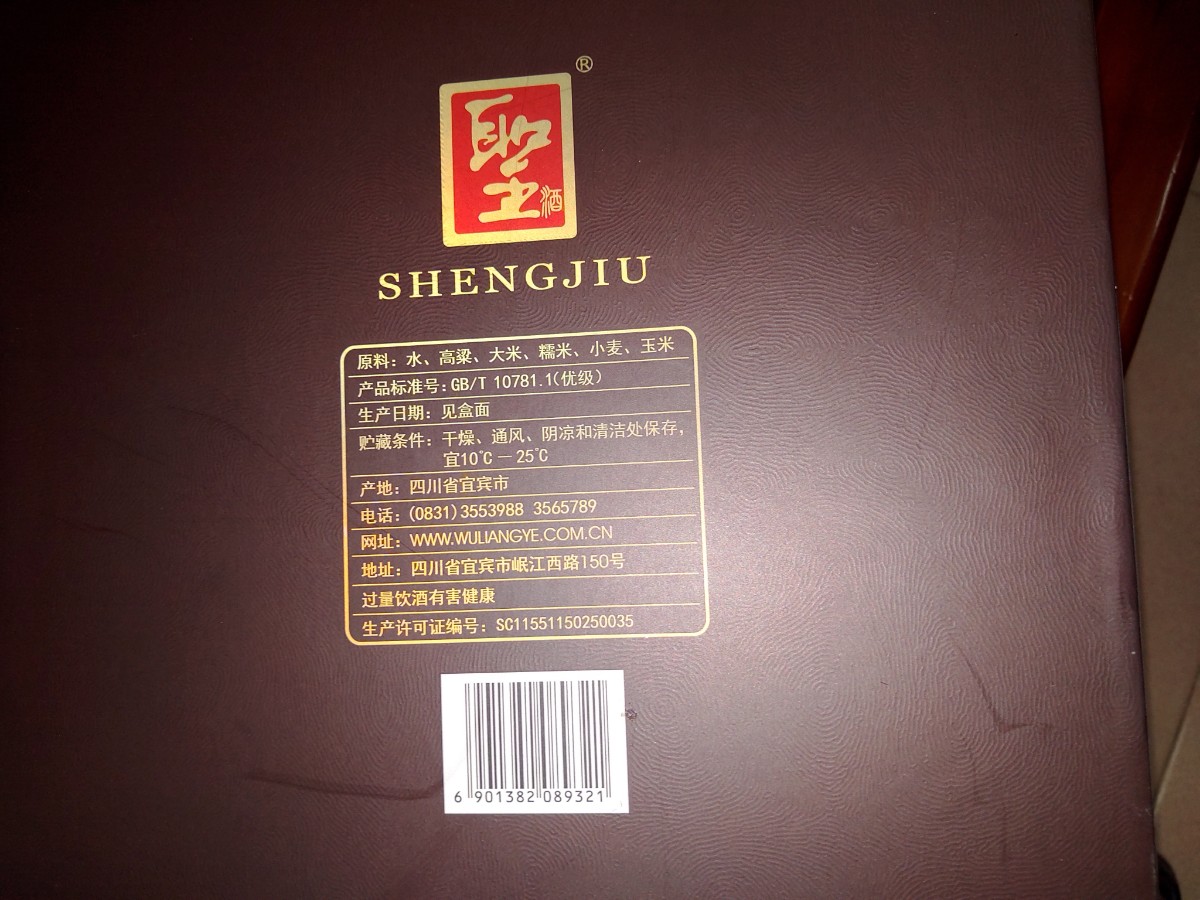 ®
聖
酒
SHENGJIU
原料：水、高粱、大米、糯米、小麦、玉米
产品标准号：GB/T 10781.1（优级）
生产日期：见盒面
贮藏条件：干燥、通风、阴凉和清洁处保存，
宜10℃－25℃
产地：四川省宜宾市
电话：(0831)3553988 3565789
网址：WWW.WULIANGYE.COM.CN
地址：四川省宜宾市岷江西路150号
过量饮酒有害健康
生产许可证编号：SC11551150250035
6 901382 089321